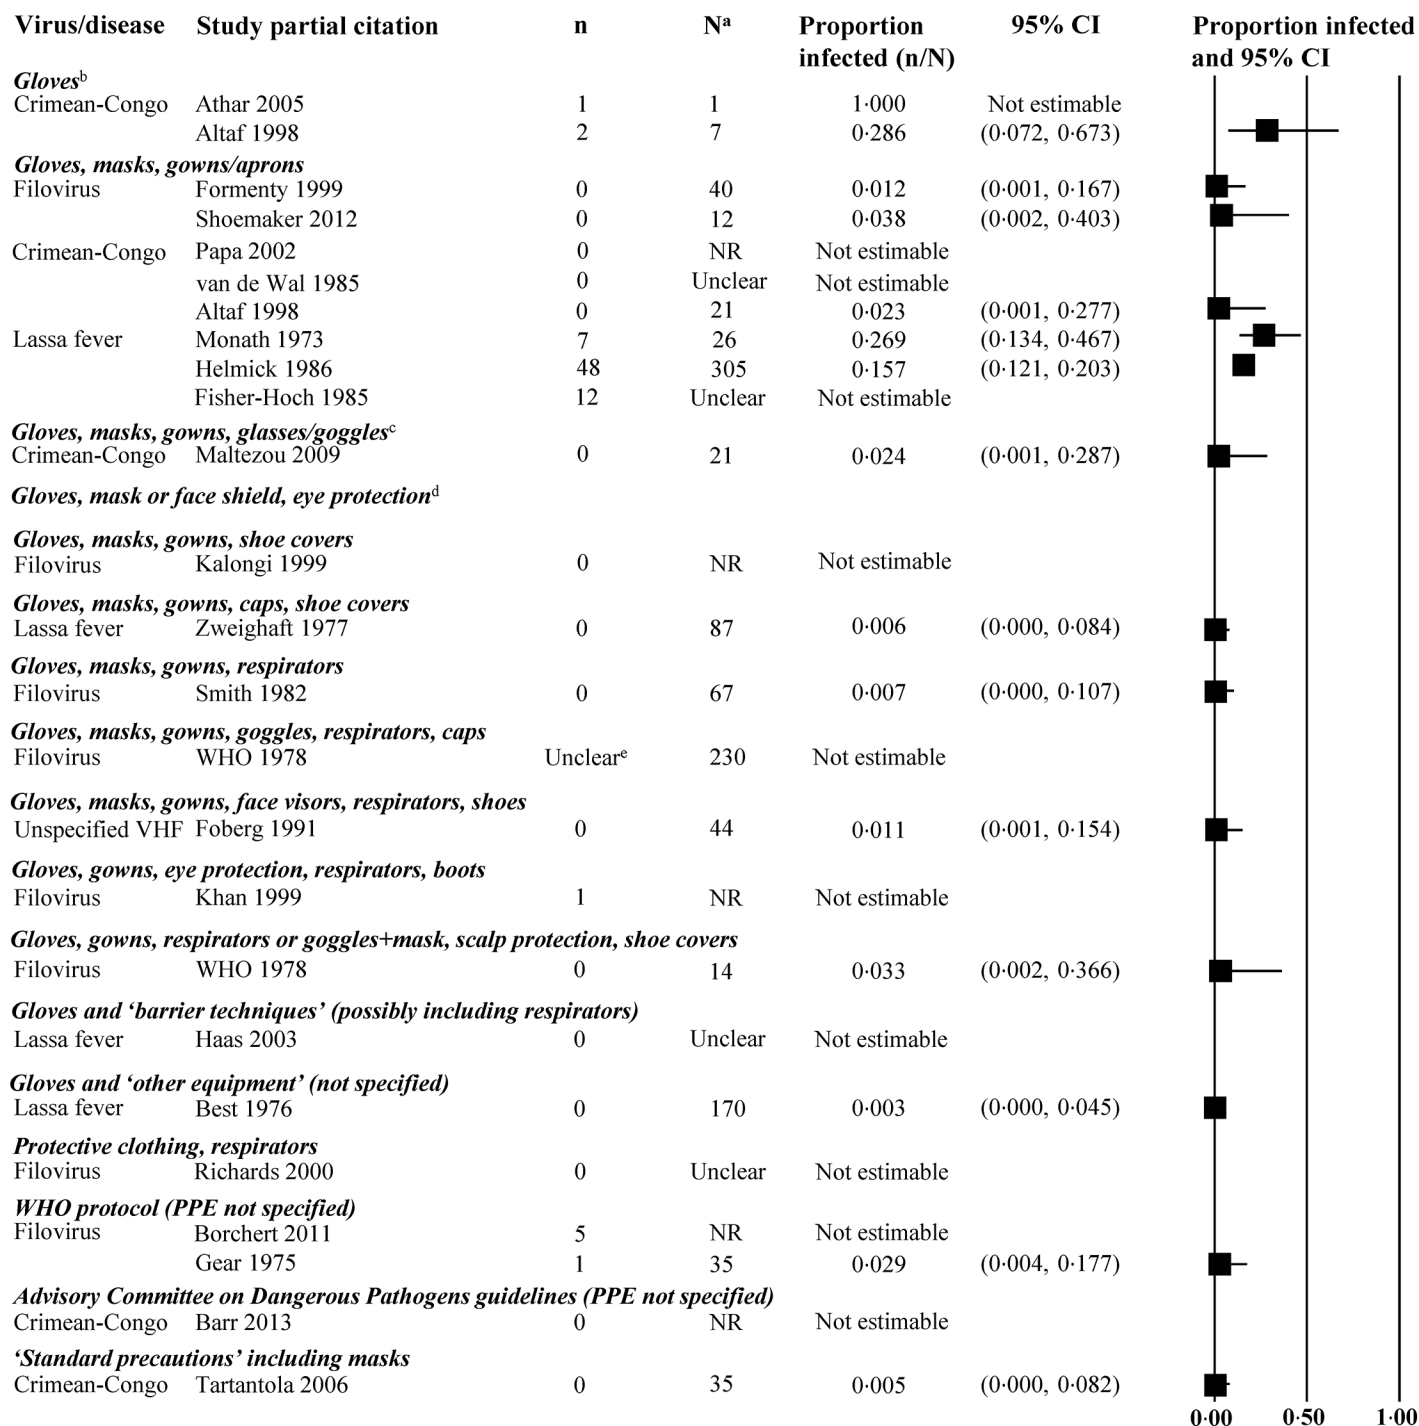 Virus/disease Study partial citation n Nᵃ Proportion infected (n/N) 95% CI Proportion infected and 95% CI
Glovesᵇ
Crimean-Congo Athar 2005 1 1 1·000 Not estimable
Altaf 1998 2 7 0·286 (0·072, 0·673)
Gloves, masks, gowns/aprons
Filovirus Formenty 1999 0 40 0·012 (0·001, 0·167)
Shoemaker 2012 0 12 0·038 (0·002, 0·403)
Crimean-Congo Papa 2002 0 NR Not estimable
van de Wal 1985 0 Unclear Not estimable
Altaf 1998 0 21 0·023 (0·001, 0·277)
Lassa fever Monath 1973 7 26 0·269 (0·134, 0·467)
Helmick 1986 48 305 0·157 (0·121, 0·203)
Fisher-Hoch 1985 12 Unclear Not estimable
Gloves, masks, gowns, glasses/gogglesᶜ
Crimean-Congo Maltezou 2009 0 21 0·024 (0·001, 0·287)
Gloves, mask or face shield, eye protectionᵈ
Gloves, masks, gowns, shoe covers
Filovirus Kalongi 1999 0 NR Not estimable
Gloves, masks, gowns, caps, shoe covers
Lassa fever Zweighaft 1977 0 87 0·006 (0·000, 0·084)
Gloves, masks, gowns, respirators
Filovirus Smith 1982 0 67 0·007 (0·000, 0·107)
Gloves, masks, gowns, goggles, respirators, caps
Filovirus WHO 1978 Unclearᵉ 230 Not estimable
Gloves, masks, gowns, face visors, respirators, shoes
Unspecified VHF Foberg 1991 0 44 0·011 (0·001, 0·154)
Gloves, gowns, eye protection, respirators, boots
Filovirus Khan 1999 1 NR Not estimable
Gloves, gowns, respirators or goggles+mask, scalp protection, shoe covers
Filovirus WHO 1978 0 14 0·033 (0·002, 0·366)
Gloves and ‘barrier techniques’ (possibly including respirators)
Lassa fever Haas 2003 0 Unclear Not estimable
Gloves and ‘other equipment’ (not specified)
Lassa fever Best 1976 0 170 0·003 (0·000, 0·045)
Protective clothing, respirators
Filovirus Richards 2000 0 Unclear Not estimable
WHO protocol (PPE not specified)
Filovirus Borchert 2011 5 NR Not estimable
Gear 1975 1 35 0·029 (0·004, 0·177)
Advisory Committee on Dangerous Pathogens guidelines (PPE not specified)
Crimean-Congo Barr 2013 0 NR Not estimable
‘Standard precautions’ including masks
Crimean-Congo Tartantola 2006 0 35 0·005 (0·000, 0·082)
0·00 0·50 1·00